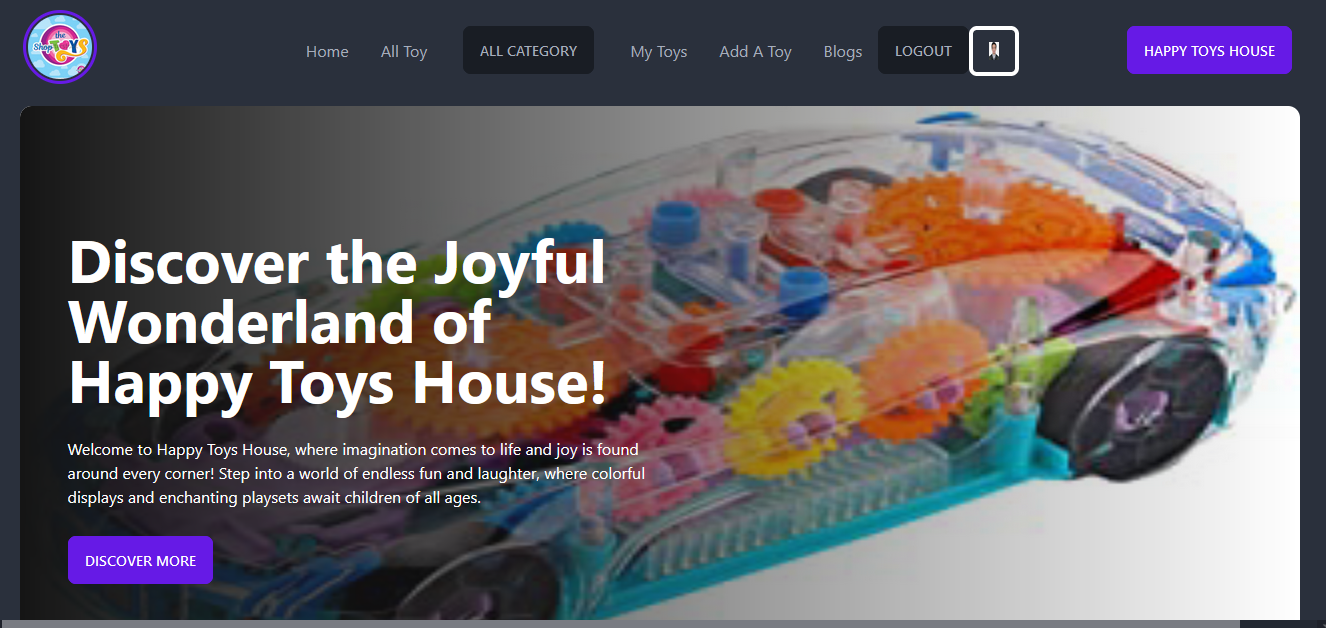 the
Shop TOYS
Home
All Toy
ALL CATEGORY
My Toys
Add A Toy
Blogs
LOGOUT
HAPPY TOYS HOUSE
Discover the Joyful
Wonderland of
Happy Toys House!
Welcome to Happy Toys House, where imagination comes to life and joy is found
around every corner! Step into a world of endless fun and laughter, where colorful
displays and enchanting playsets await children of all ages.
DISCOVER MORE